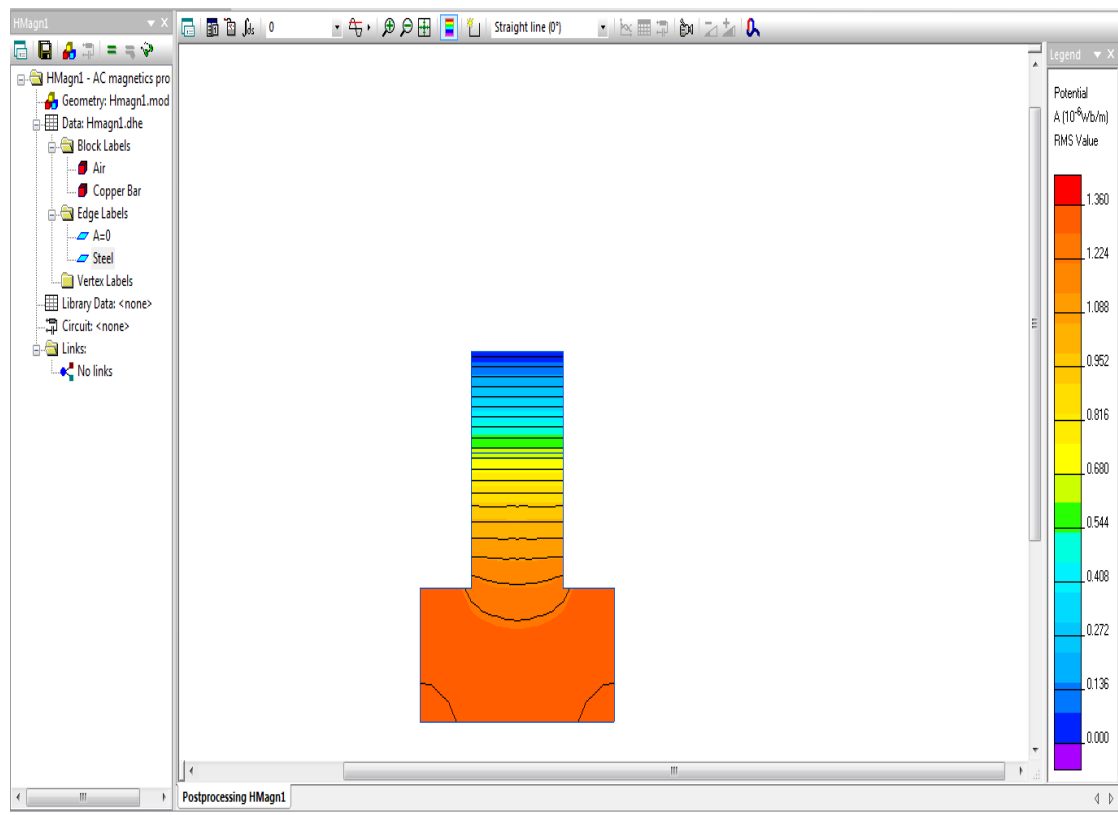 HMagn1
0
Straight line (0°)
HMagn1 - AC magnetics pro
Geometry: Hmagn1.mod
Data: Hmagn1.dhe
Block Labels
Air
Copper Bar
Edge Labels
A=0
Steel
Vertex Labels
Library Data: <none>
Circuit: <none>
Links:
No links
Legend
Potential
A (10⁻⁶Wb/m)
RMS Value
1.360
1.224
1.088
0.952
0.816
0.680
0.544
0.408
0.272
0.136
0.000
Postprocessing HMagn1